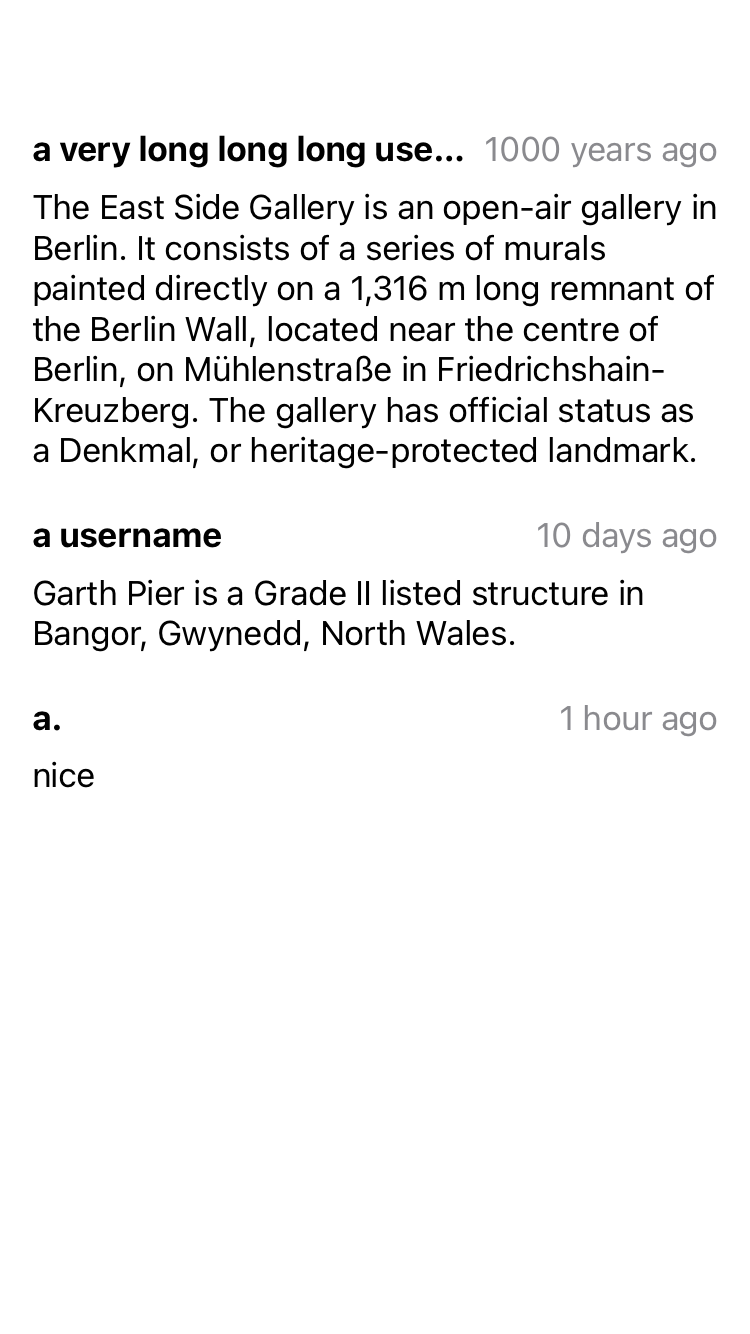 a very long long long use... 1000 years ago
The East Side Gallery is an open-air gallery in
Berlin. It consists of a series of murals
painted directly on a 1,316 m long remnant of
the Berlin Wall, located near the centre of
Berlin, on Mühlenstraße in Friedrichshain-
Kreuzberg. The gallery has official status as
a Denkmal, or heritage-protected landmark.
a username 10 days ago
Garth Pier is a Grade II listed structure in
Bangor, Gwynedd, North Wales.
a. 1 hour ago
nice